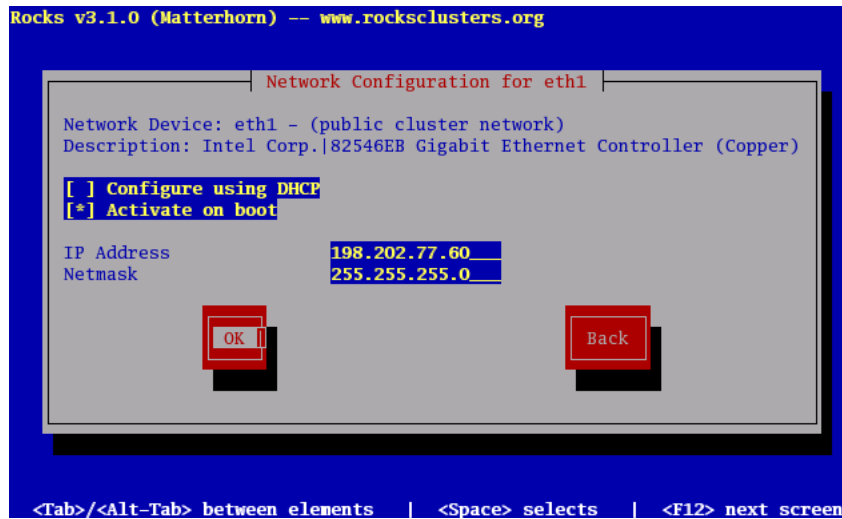 Rocks v3.1.0 (Matterhorn) -- www.rocksclusters.org
Network Configuration for eth1
Network Device: eth1 - (public cluster network)
Description: Intel Corp.|82546EB Gigabit Ethernet Controller (Copper)
[ ] Configure using DHCP
[*] Activate on boot
IP Address 198.202.77.60___
Netmask 255.255.255.0___
OK Back
<Tab>/<Alt-Tab> between elements | <Space> selects | <F12> next screen